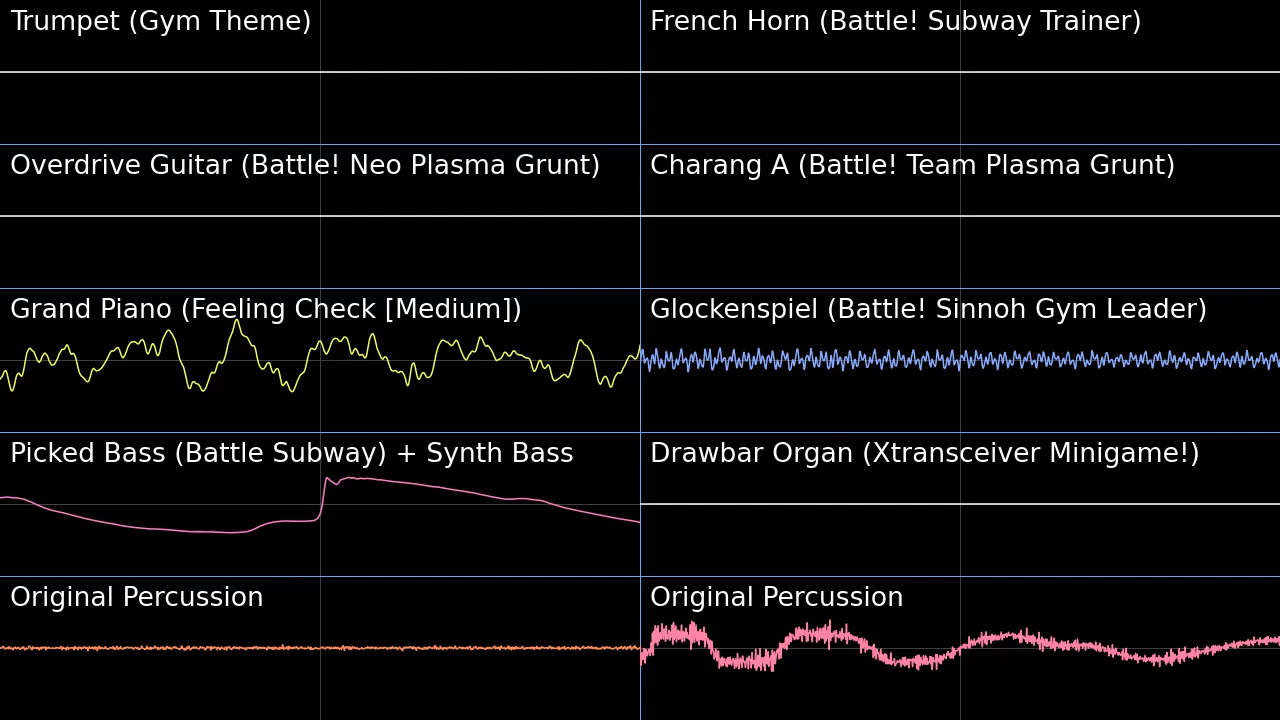 Trumpet (Gym Theme)
French Horn (Battle! Subway Trainer)
Overdrive Guitar (Battle! Neo Plasma Grunt)
Charang A (Battle! Team Plasma Grunt)
Grand Piano (Feeling Check [Medium])
Glockenspiel (Battle! Sinnoh Gym Leader)
Picked Bass (Battle Subway) + Synth Bass
Drawbar Organ (Xtransceiver Minigame!)
Original Percussion
Original Percussion